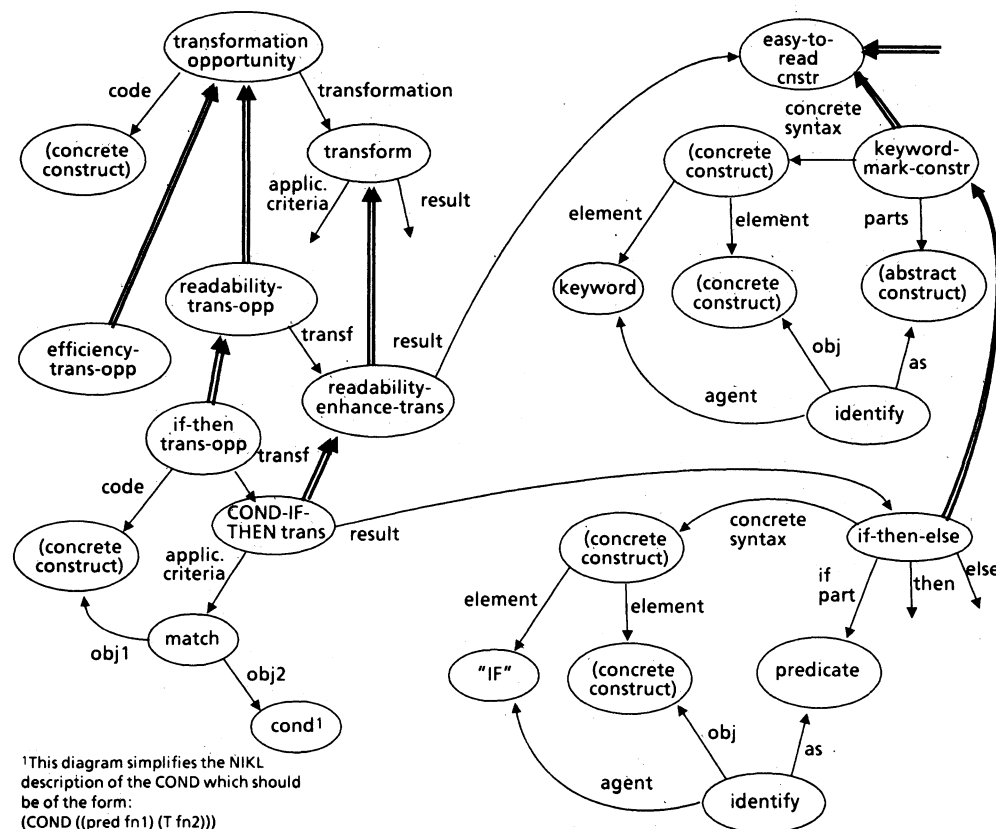 transformation
opportunity
code
transformation
(concrete
construct)
transform
applic.
criteria
result
readability-
trans-opp
efficiency-
trans-opp
transf
result
readability-
enhance-trans
if-then
trans-opp
transf
code
COND-IF-
THEN trans
result
(concrete
construct)
applic.
criteria
match
obj1
obj2
cond¹
¹This diagram simplifies the NIKL
description of the COND which should
be of the form:
(COND ((pred fn1) (T fn2)))
easy-to-
read
cnstr
concrete
syntax
(concrete
construct)
keyword-
mark-constr
element
element
parts
keyword
(concrete
construct)
(abstract
construct)
obj
as
agent
identify
concrete
syntax
if-then-else
(concrete
construct)
if
part
then
else
element
element
"IF"
(concrete
construct)
predicate
obj
as
agent
identify